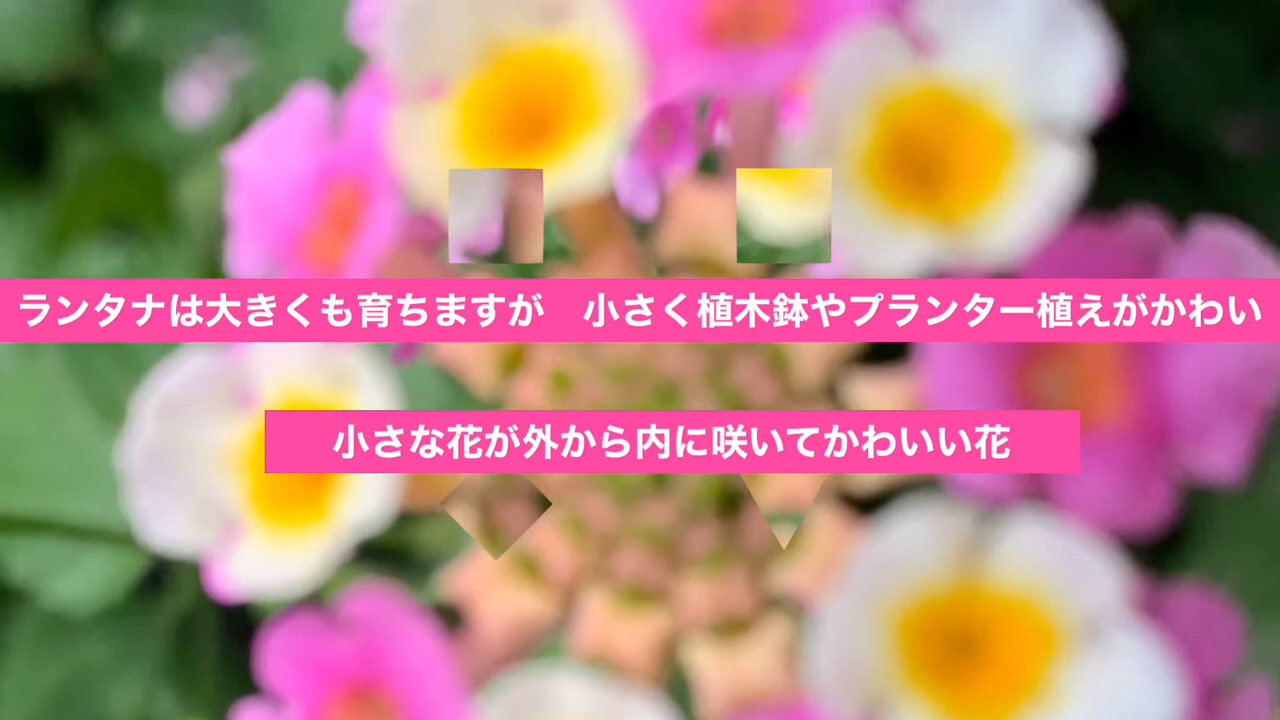 ランタナは大きくも育ちますが　小さく植木鉢やプランター植えがかわい
小さな花が外から内に咲いてかわいい花